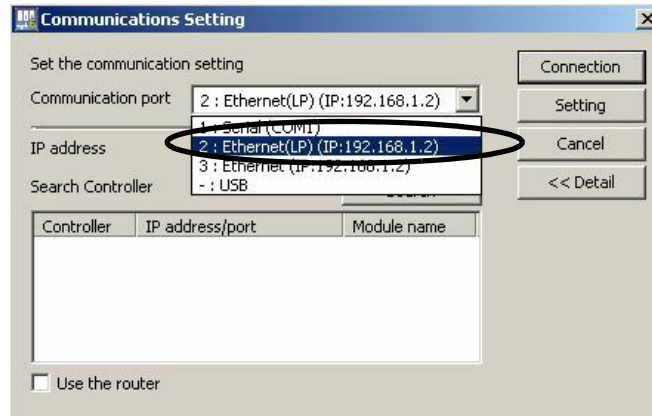 Communications Setting
Set the communication setting
Communication port 2 : Ethernet(LP) (IP:192.168.1.2)
1 : Serial (COM1)
IP address 2 : Ethernet(LP) (IP:192.168.1.2)
3 : Ethernet (IP:192.168.1.2)
Search Controller - : USB
Controller IP address/port Module name
Use the router
Connection
Setting
Cancel
<< Detail